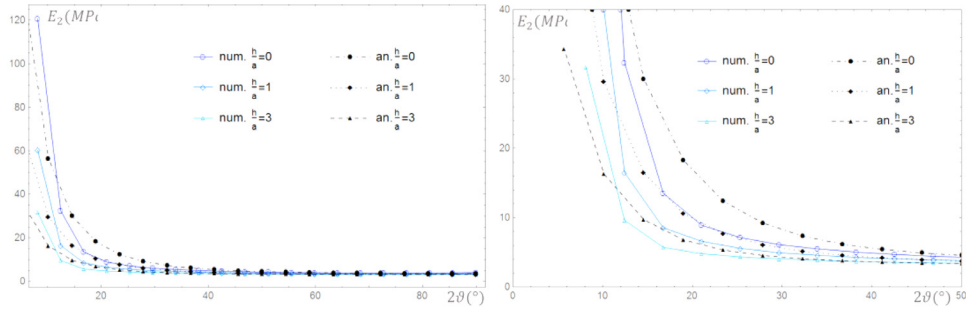 E₂(MPa
120
100
80
60
40
20
0
num. h/a=0
num. h/a=1
num. h/a=3
an. h/a=0
an. h/a=1
an. h/a=3
20
40
60
80
2ϑ(°)
E₂(MPa
40
30
20
10
0
num. h/a=0
num. h/a=1
num. h/a=3
an. h/a=0
an. h/a=1
an. h/a=3
0
10
20
30
40
50
2ϑ(°)